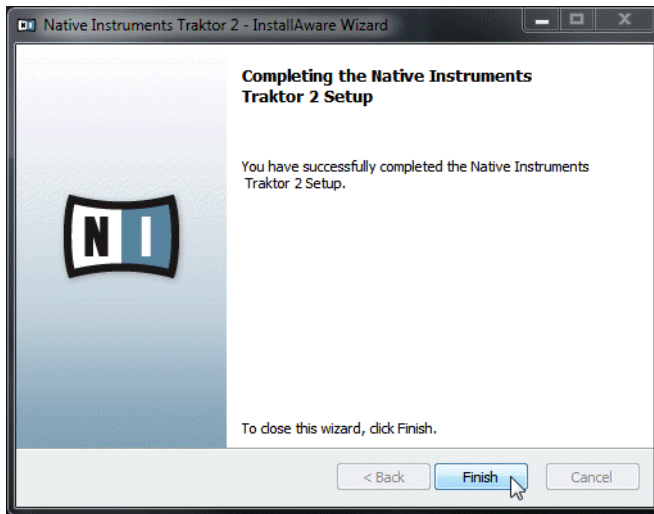 Native Instruments Traktor 2 - InstallAware Wizard
Completing the Native Instruments
Traktor 2 Setup
You have successfully completed the Native Instruments
Traktor 2 Setup.
NI
To close this wizard, click Finish.
< Back Finish Cancel